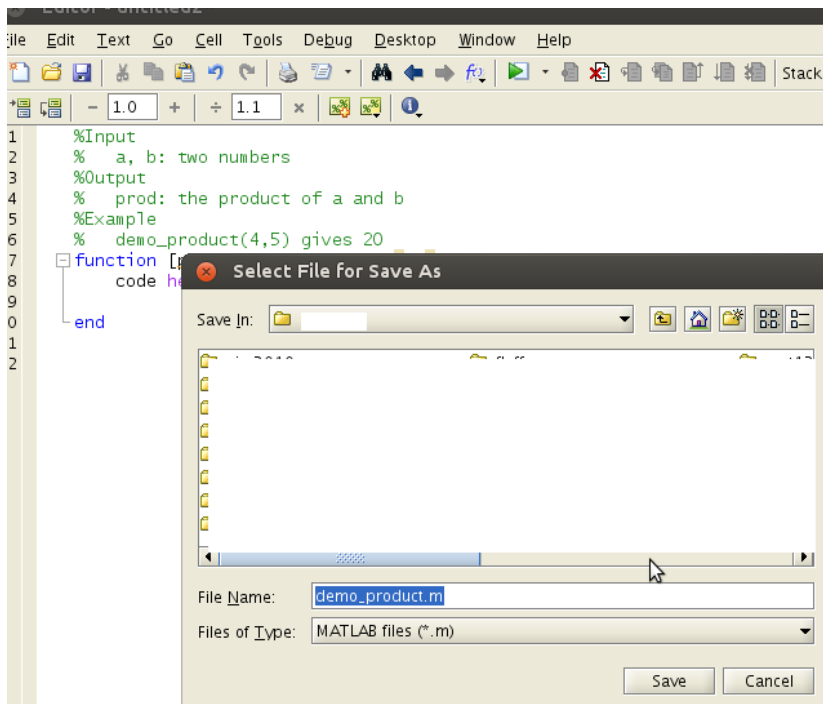 Editor - untitled2
File Edit Text Go Cell Tools Debug Desktop Window Help
Stack
1.0 + ÷ 1.1 ×
1 %Input
2 % a, b: two numbers
3 %Output
4 % prod: the product of a and b
5 %Example
6 % demo_product(4,5) gives 20
7 function [
8 code he
9
0 end
1
2
Select File for Save As
Save In:
File Name: demo_product.m
Files of Type: MATLAB files (*.m)
Save Cancel